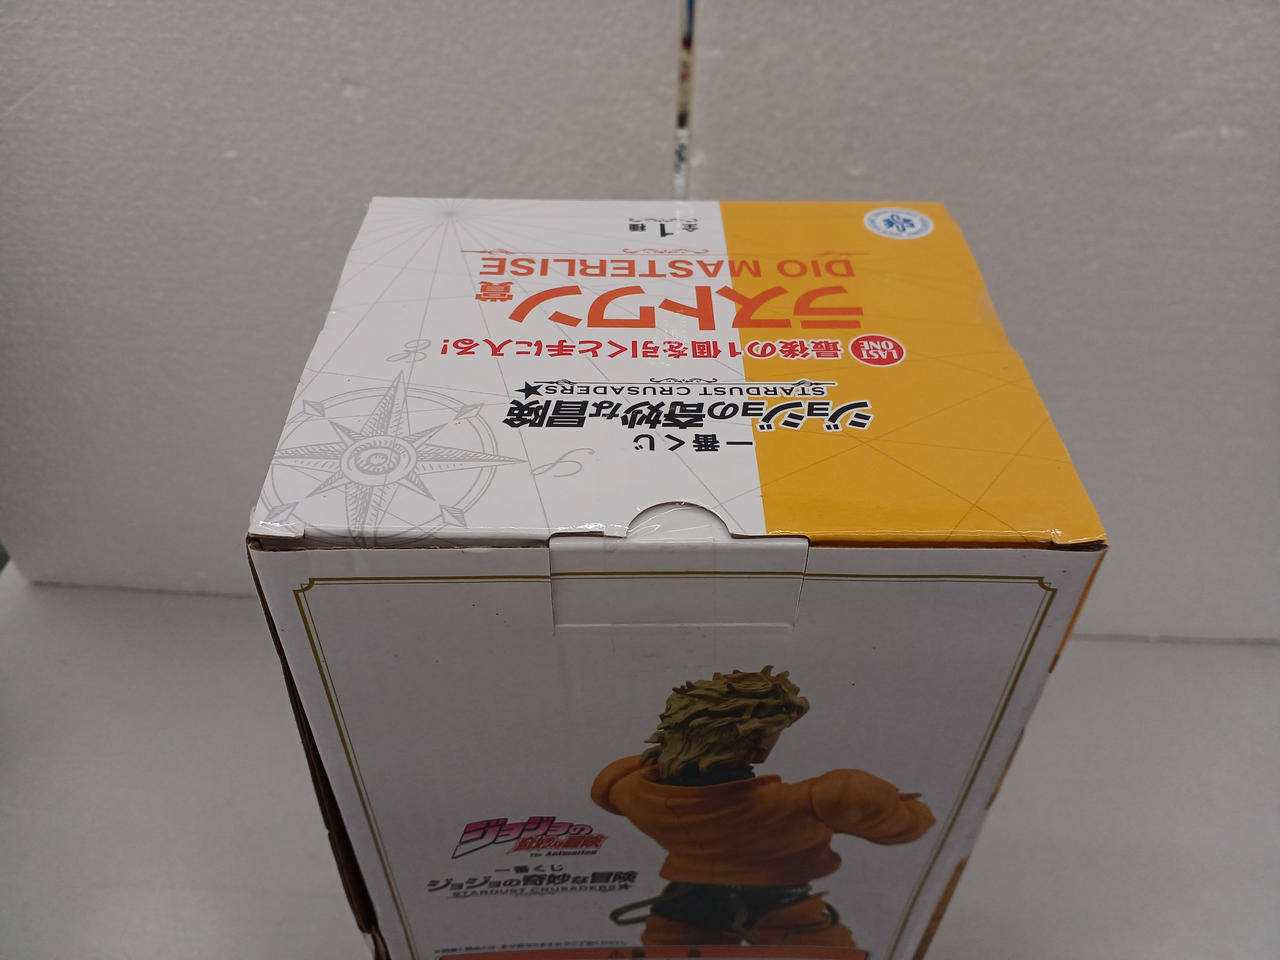 一番くじ
ジョジョの奇妙な冒険
STARDUST CRUSADERS★
LAST ONE 最後の1個を引くと手に入る!
ラストワン賞
DIO MASTERLISE
全1種
ジョジョの
奇妙な冒険
The Animation
一番くじ
ジョジョの奇妙な冒険
STARDUST CRUSADERS★